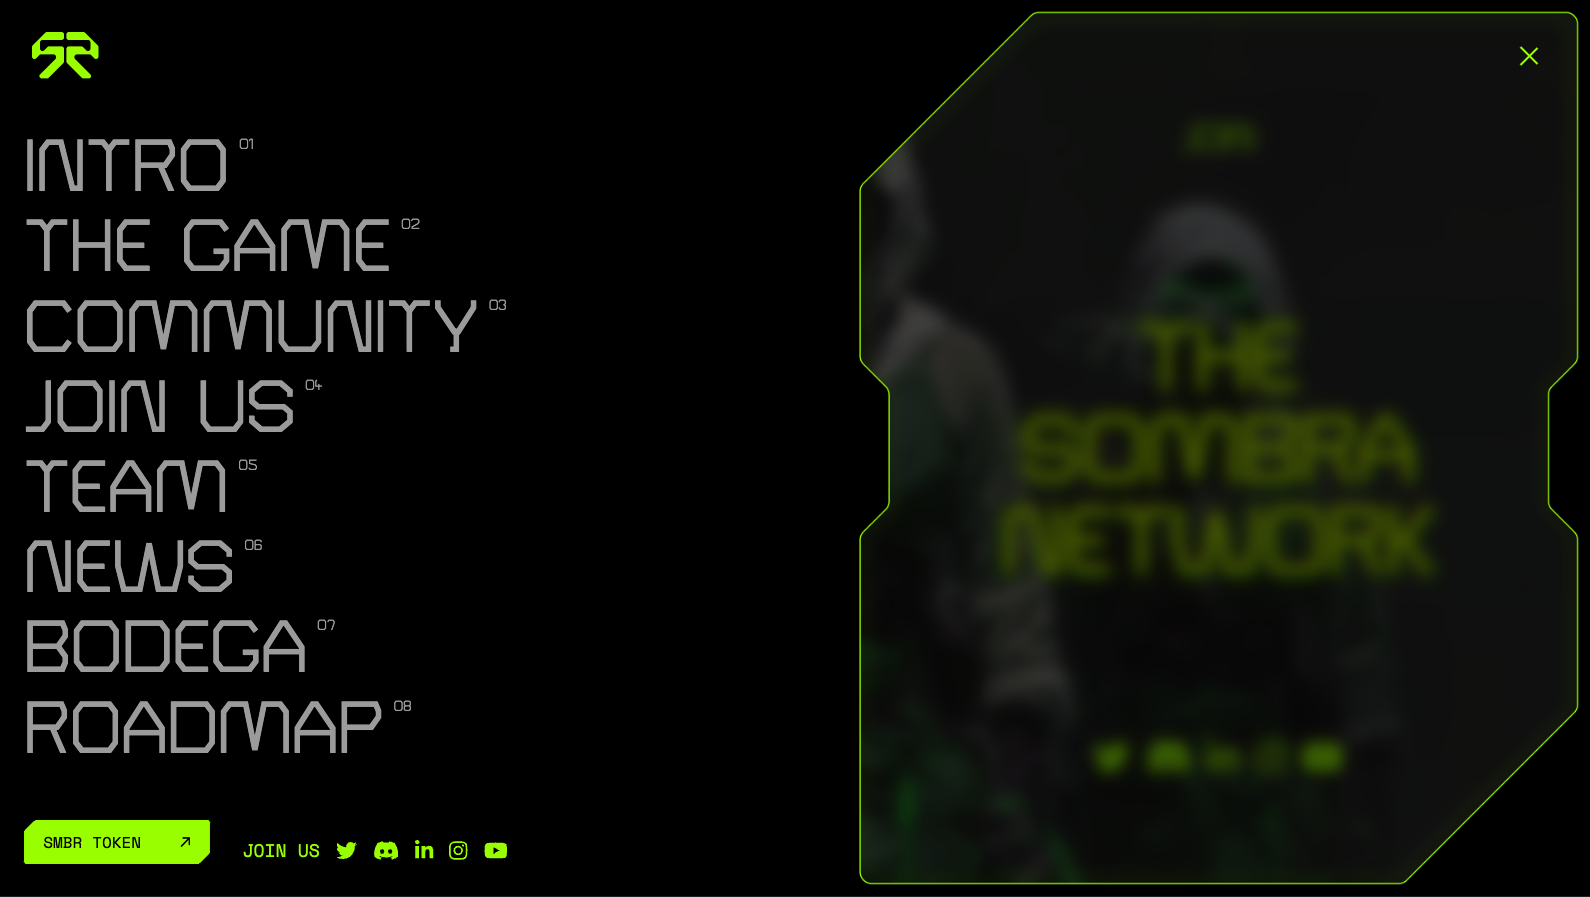 INTRO 01
THE GAME 02
COMMUNITY 03
JOIN US 04
TEAM 05
NEWS 06
BODEGA 07
ROADMAP 08
SMBR TOKEN
JOIN US
JOIN
THE
SOMBRA
NETWORK